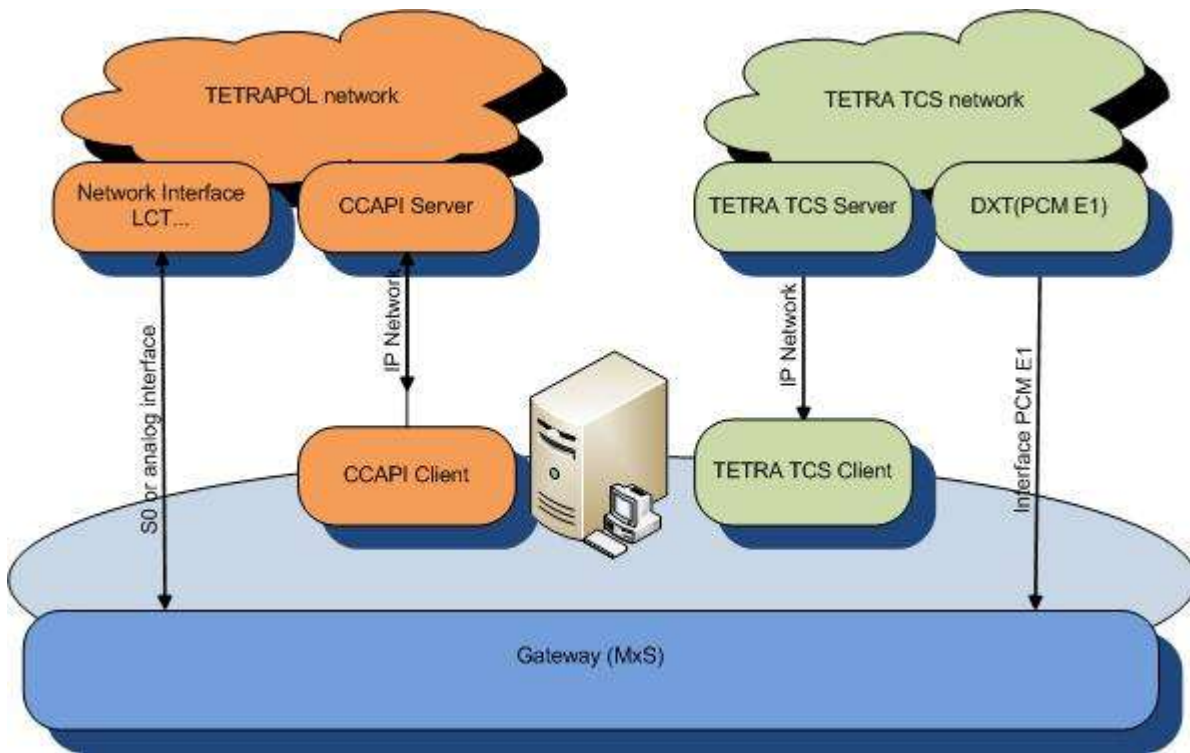 TETRAPOL network
TETRA TCS network
Network Interface
LCT...
CCAPI Server
TETRA TCS Server
DXT(PCM E1)
S0 or analog interface
IP Network
IP Network
Interface PCM E1
CCAPI Client
TETRA TCS Client
Gateway (MxS)